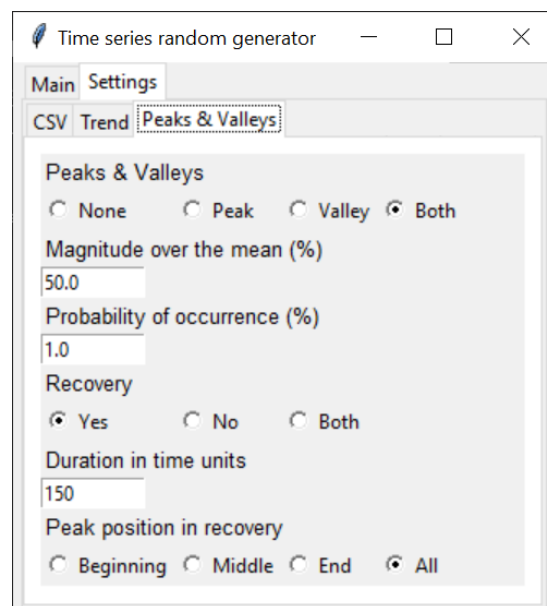 Time series random generator
Main Settings
CSV Trend Peaks & Valleys
Peaks & Valleys
None Peak Valley Both
Magnitude over the mean (%)
50.0
Probability of occurrence (%)
1.0
Recovery
Yes No Both
Duration in time units
150
Peak position in recovery
Beginning Middle End All